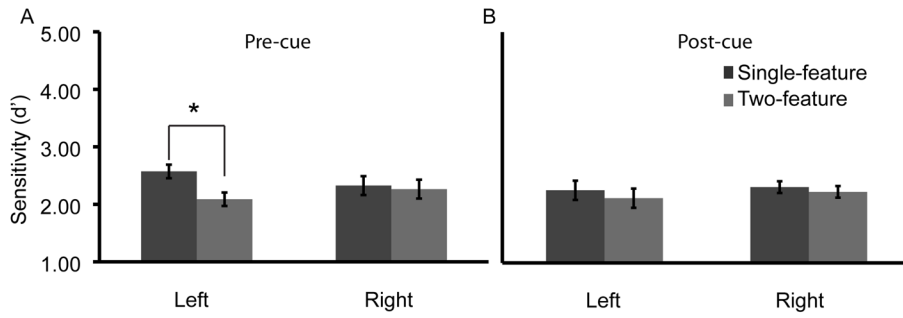 A
B
Pre-cue
Post-cue
Single-feature
Two-feature
Sensitivity (d')
5.00
4.00
3.00
2.00
1.00
*
Left
Right
Left
Right